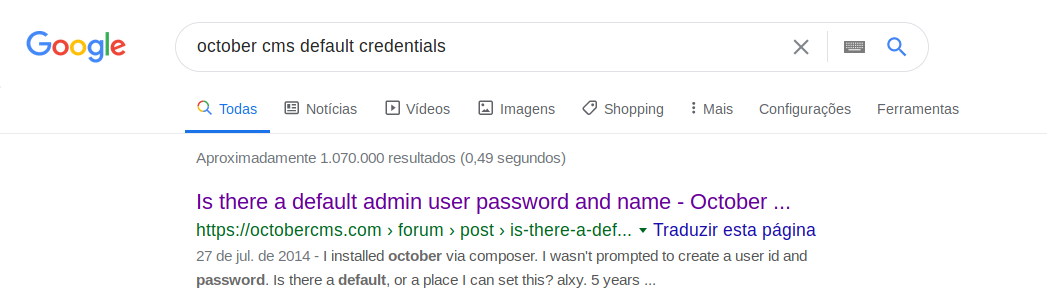 Google
october cms default credentials
Todas Notícias Vídeos Imagens Shopping Mais Configurações Ferramentas
Aproximadamente 1.070.000 resultados (0,49 segundos)
Is there a default admin user password and name - October ...
https://octobercms.com › forum › post › is-there-a-def... Traduzir esta página
27 de jul. de 2014 - I installed october via composer. I wasn't prompted to create a user id and
password. Is there a default, or a place I can set this? alxy. 5 years ...